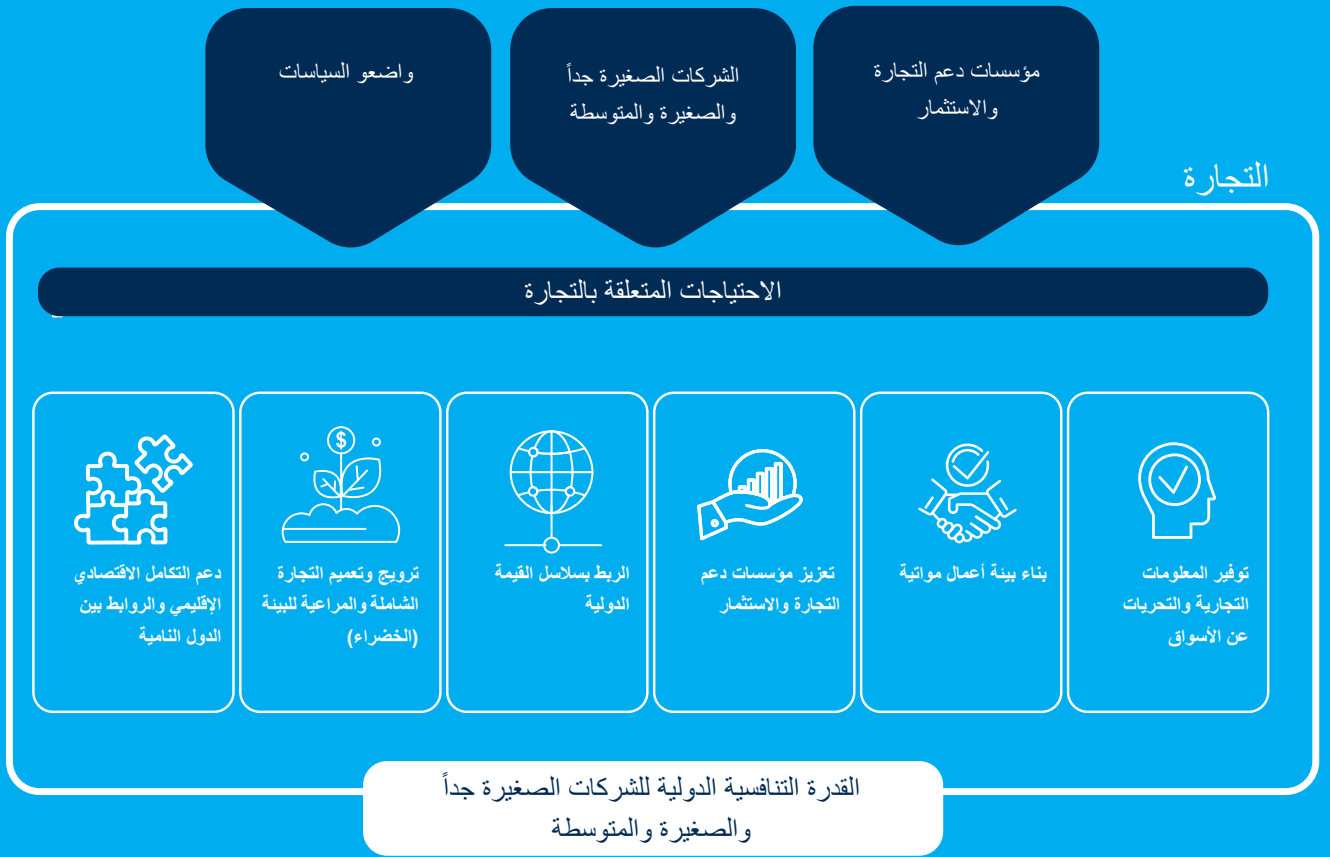 مؤسسات دعم التجارة
والاستثمار
الشركات الصغيرة جداً
والصغيرة والمتوسطة
واضعو السياسات
التجارة
الاحتياجات المتعلقة بالتجارة
توفير المعلومات
التجارية والتحريات
عن الأسواق
بناء بيئة أعمال مواتية
تعزيز مؤسسات دعم
التجارة والاستثمار
الربط بسلاسل القيمة
الدولية
$
ترويج وتعميم التجارة
الشاملة والمراعية للبيئة
(الخضراء)
دعم التكامل الاقتصادي
الإقليمي والروابط بين
الدول النامية
القدرة التنافسية الدولية للشركات الصغيرة جداً
والصغيرة والمتوسطة